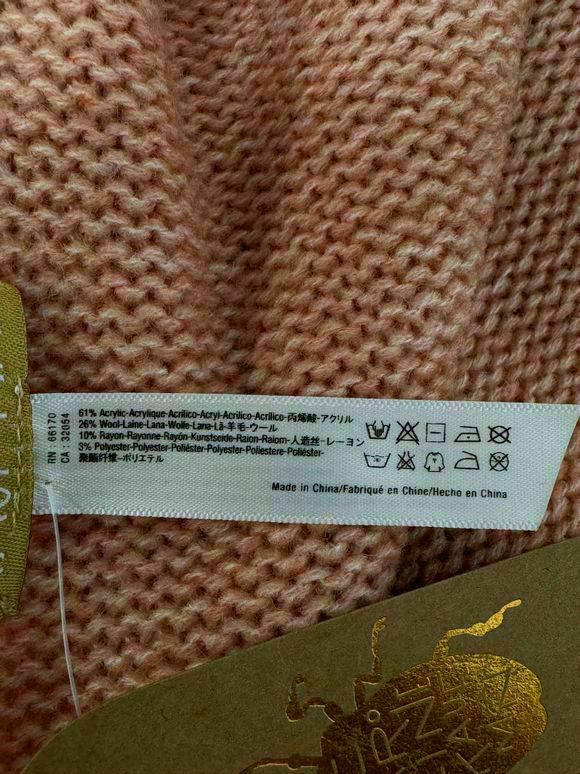 RN : 66170
CA : 32054
61% Acrylic-Acrylique-Acrílico-Acryl-Acrilico-Acrílico-丙烯酸-アクリル
26% Wool-Laine-Lana-Wolle-Lana-Lã-羊毛-ウール
10% Rayon-Rayonne-Rayón-Kunstseide-Raion-Raiom-人造丝-レーヨン
3% Polyester-Polyester-Poliéster-Polyester-Poliestere-Poliéster-
聚酯纤维-ポリエステル
Made in China/Fabriqué en Chine/Hecho en China